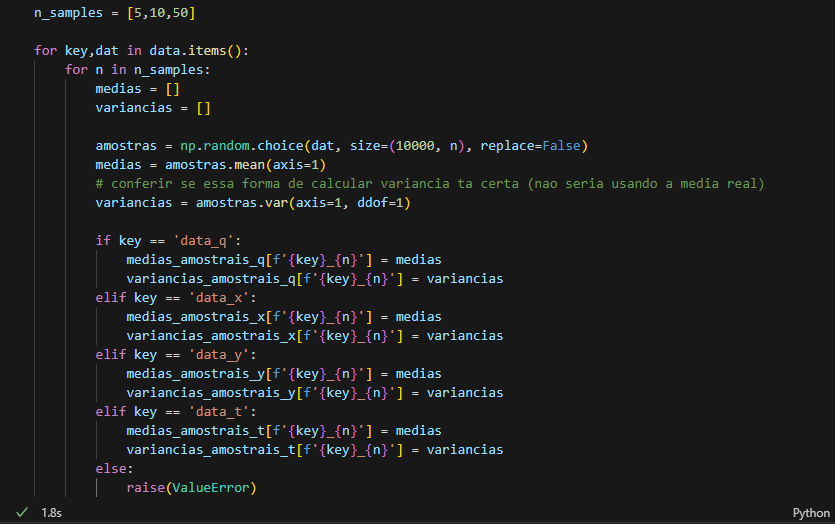 n_samples = [5,10,50]
for key,dat in data.items():
    for n in n_samples:
        medias = []
        variancias = []
        amostras = np.random.choice(dat, size=(10000, n), replace=False)
        medias = amostras.mean(axis=1)
        # conferir se essa forma de calcular variancia ta certa (nao seria usando a media real)
        variancias = amostras.var(axis=1, ddof=1)
        if key == 'data_q':
            medias_amostrais_q[f'{key}_{n}'] = medias
            variancias_amostrais_q[f'{key}_{n}'] = variancias
        elif key == 'data_x':
            medias_amostrais_x[f'{key}_{n}'] = medias
            variancias_amostrais_x[f'{key}_{n}'] = variancias
        elif key == 'data_y':
            medias_amostrais_y[f'{key}_{n}'] = medias
            variancias_amostrais_y[f'{key}_{n}'] = variancias
        elif key == 'data_t':
            medias_amostrais_t[f'{key}_{n}'] = medias
            variancias_amostrais_t[f'{key}_{n}'] = variancias
        else:
            raise(ValueError)
✓ 1.8s Python